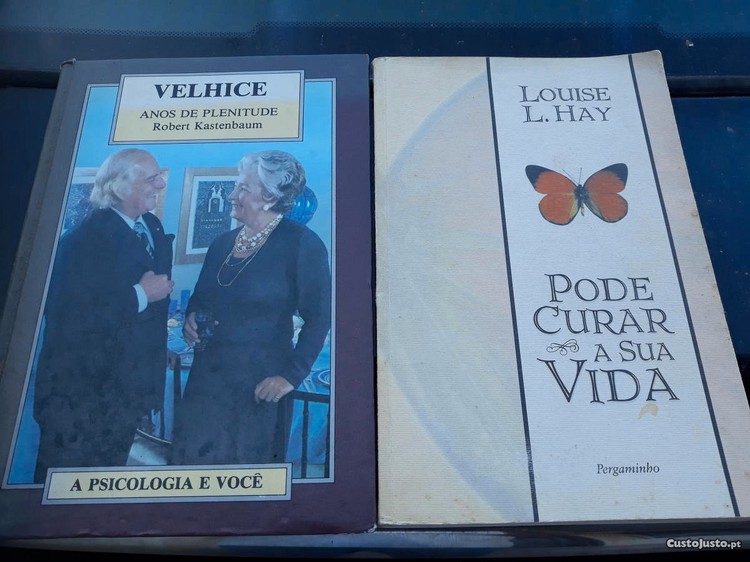 VELHICE
ANOS DE PLENITUDE
Robert Kastenbaum
A PSICOLOGIA E VOCÊ
LOUISE
L. HAY
PODE
CURAR
A SUA
VIDA
Pergaminho
CustoJusto.pt